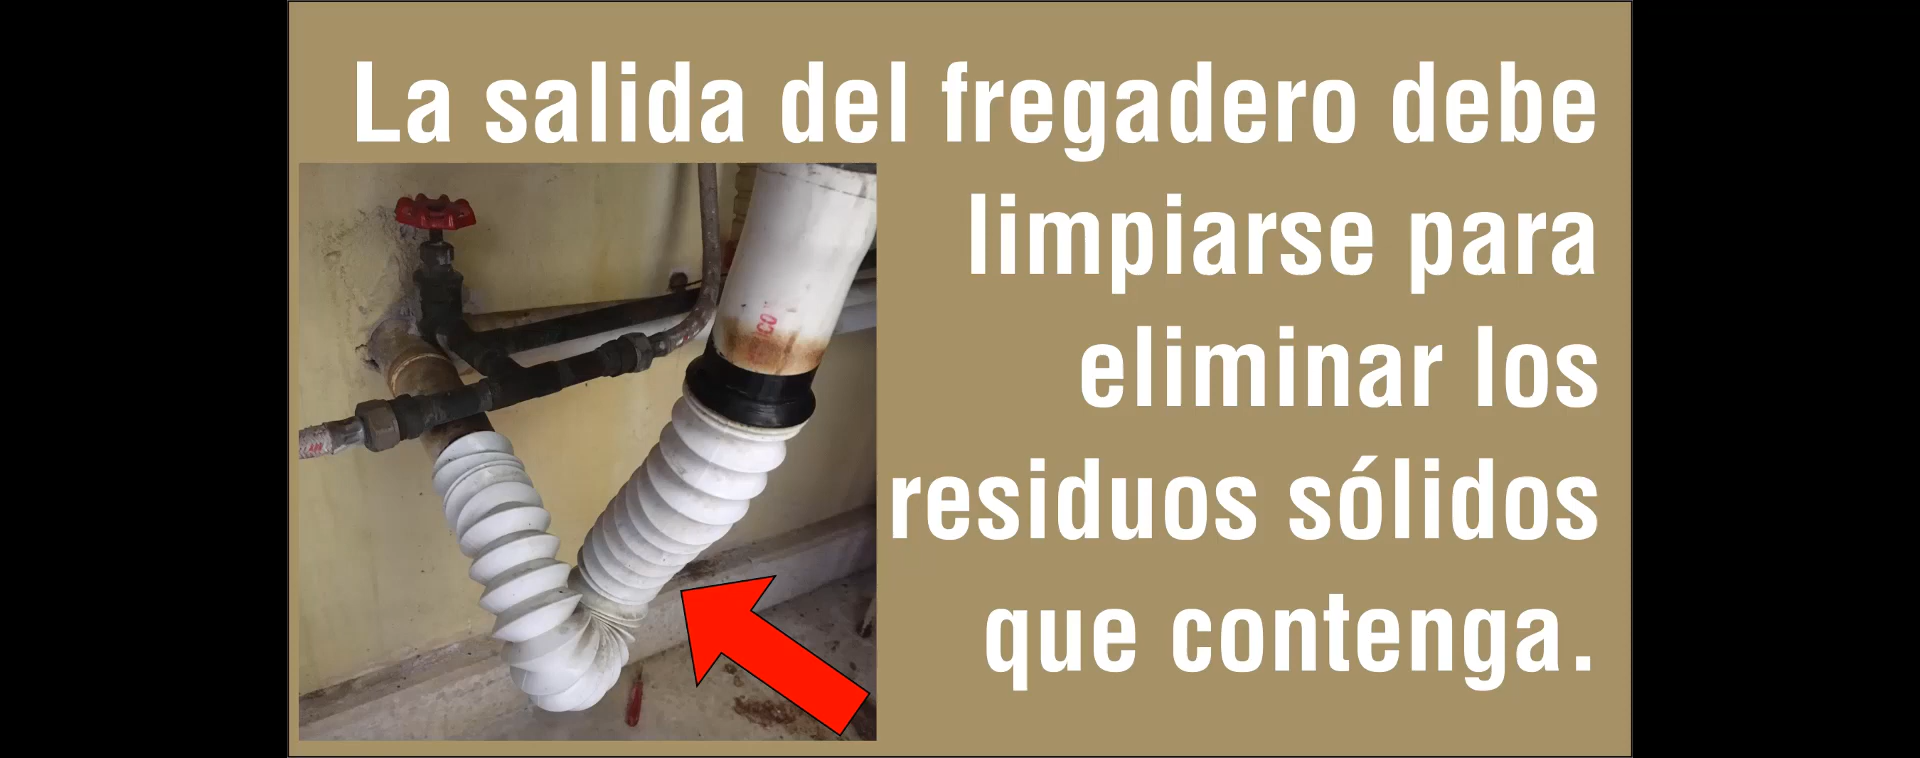 La salida del fregadero debe
limpiarse para
eliminar los
residuos sólidos
que contenga.